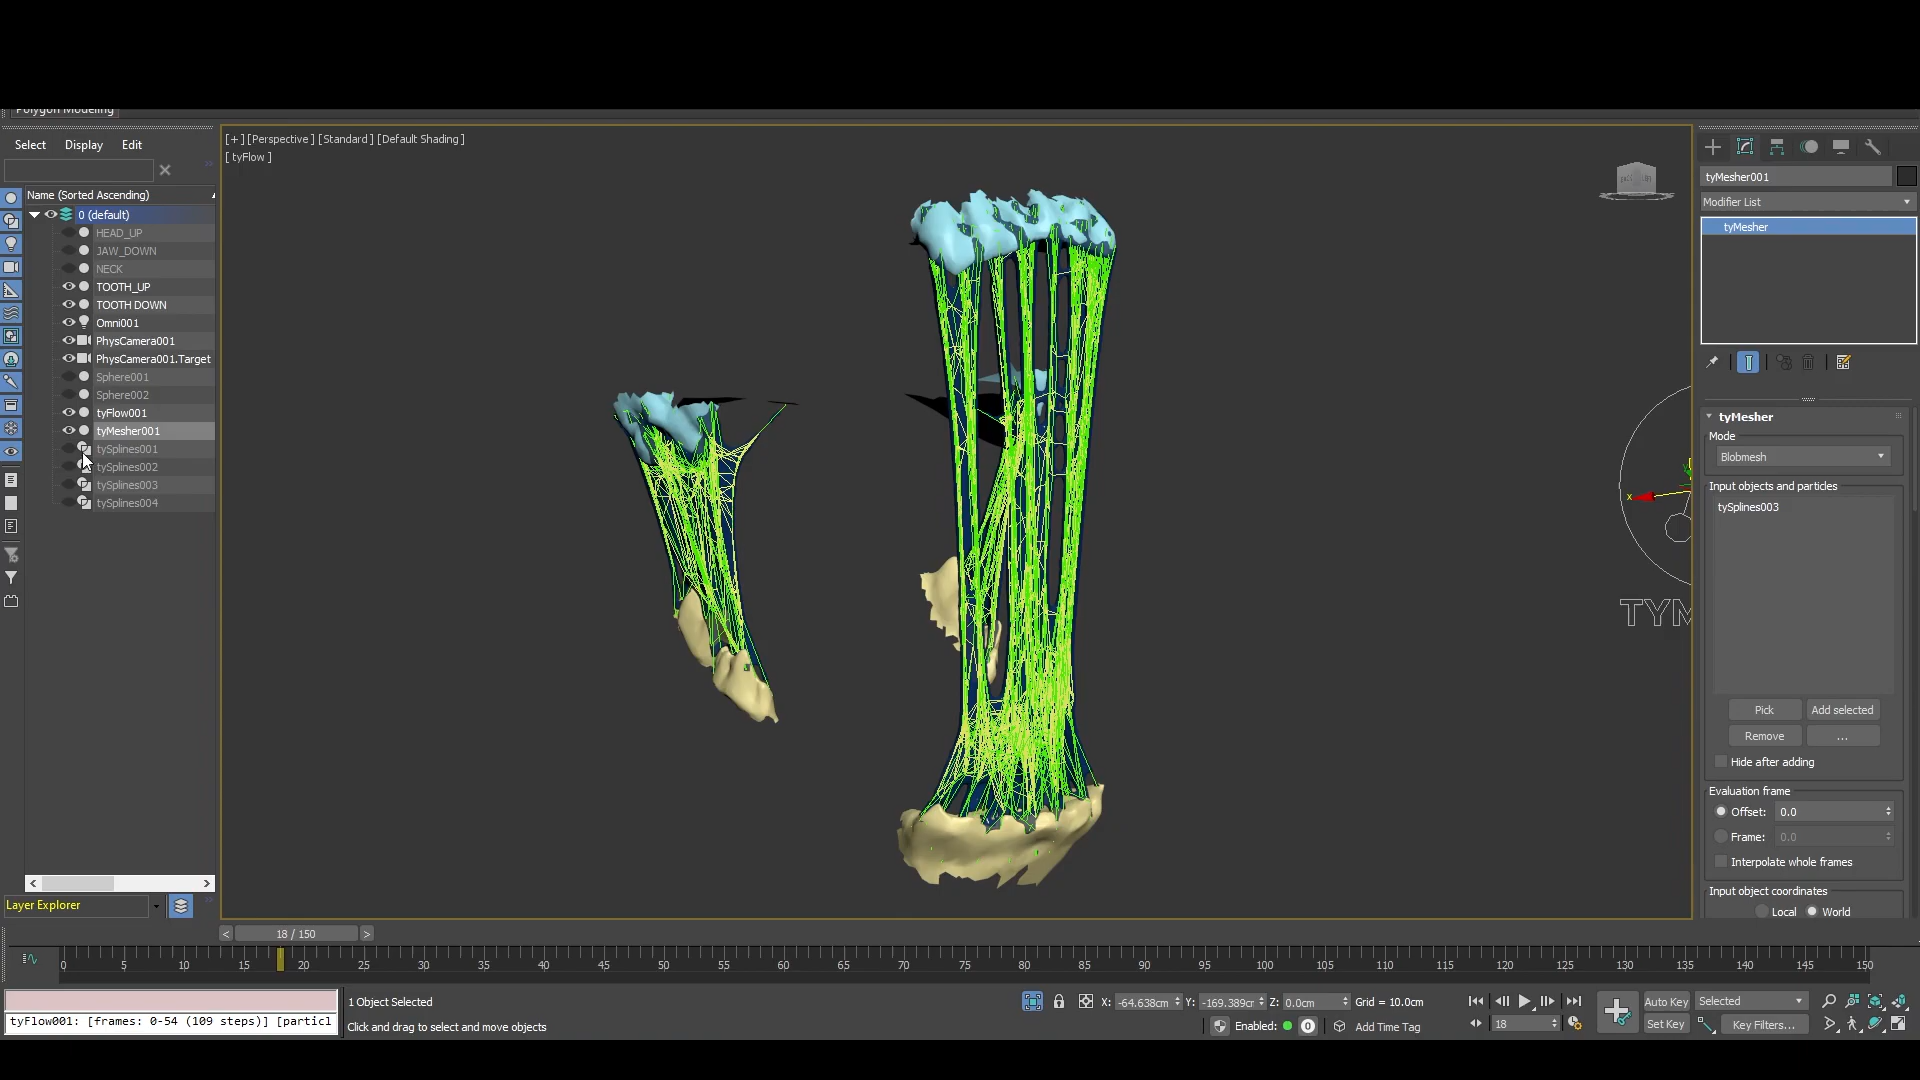 Polygon Modeling
Select Display Edit
Name (Sorted Ascending)
0 (default)
HEAD_UP
JAW_DOWN
NECK
TOOTH_UP
TOOTH DOWN
Omni001
PhysCamera001
PhysCamera001.Target
Sphere001
Sphere002
tyFlow001
tyMesher001
tySplines001
tySplines002
tySplines003
tySplines004
Layer Explorer
[+] [Perspective ] [Standard ] [Default Shading ]
[ tyFlow ]
x
TYM
tyMesher001
Modifier List
tyMesher
tyMesher
Mode
Blobmesh
Input objects and particles
tySplines003
Pick Add selected
Remove ...
Hide after adding
Evaluation frame
Offset: 0.0
Frame: 0.0
Interpolate whole frames
Input object coordinates
Local World
< 18 / 150 >
0 5 10 15 20 25 30 35 40 45 50 55 60 65 70 75 80 85 90 95 100 105 110 115 120 125 130 135 140 145 150
1 Object Selected
X: -64.638cm Y: -169.389cr Z: 0.0cm Grid = 10.0cm
Auto Key Selected
tyFlow001: [frames: 0-54 (109 steps)] [particl
Click and drag to select and move objects
Enabled: 0 Add Time Tag
18
Set Key Key Filters...